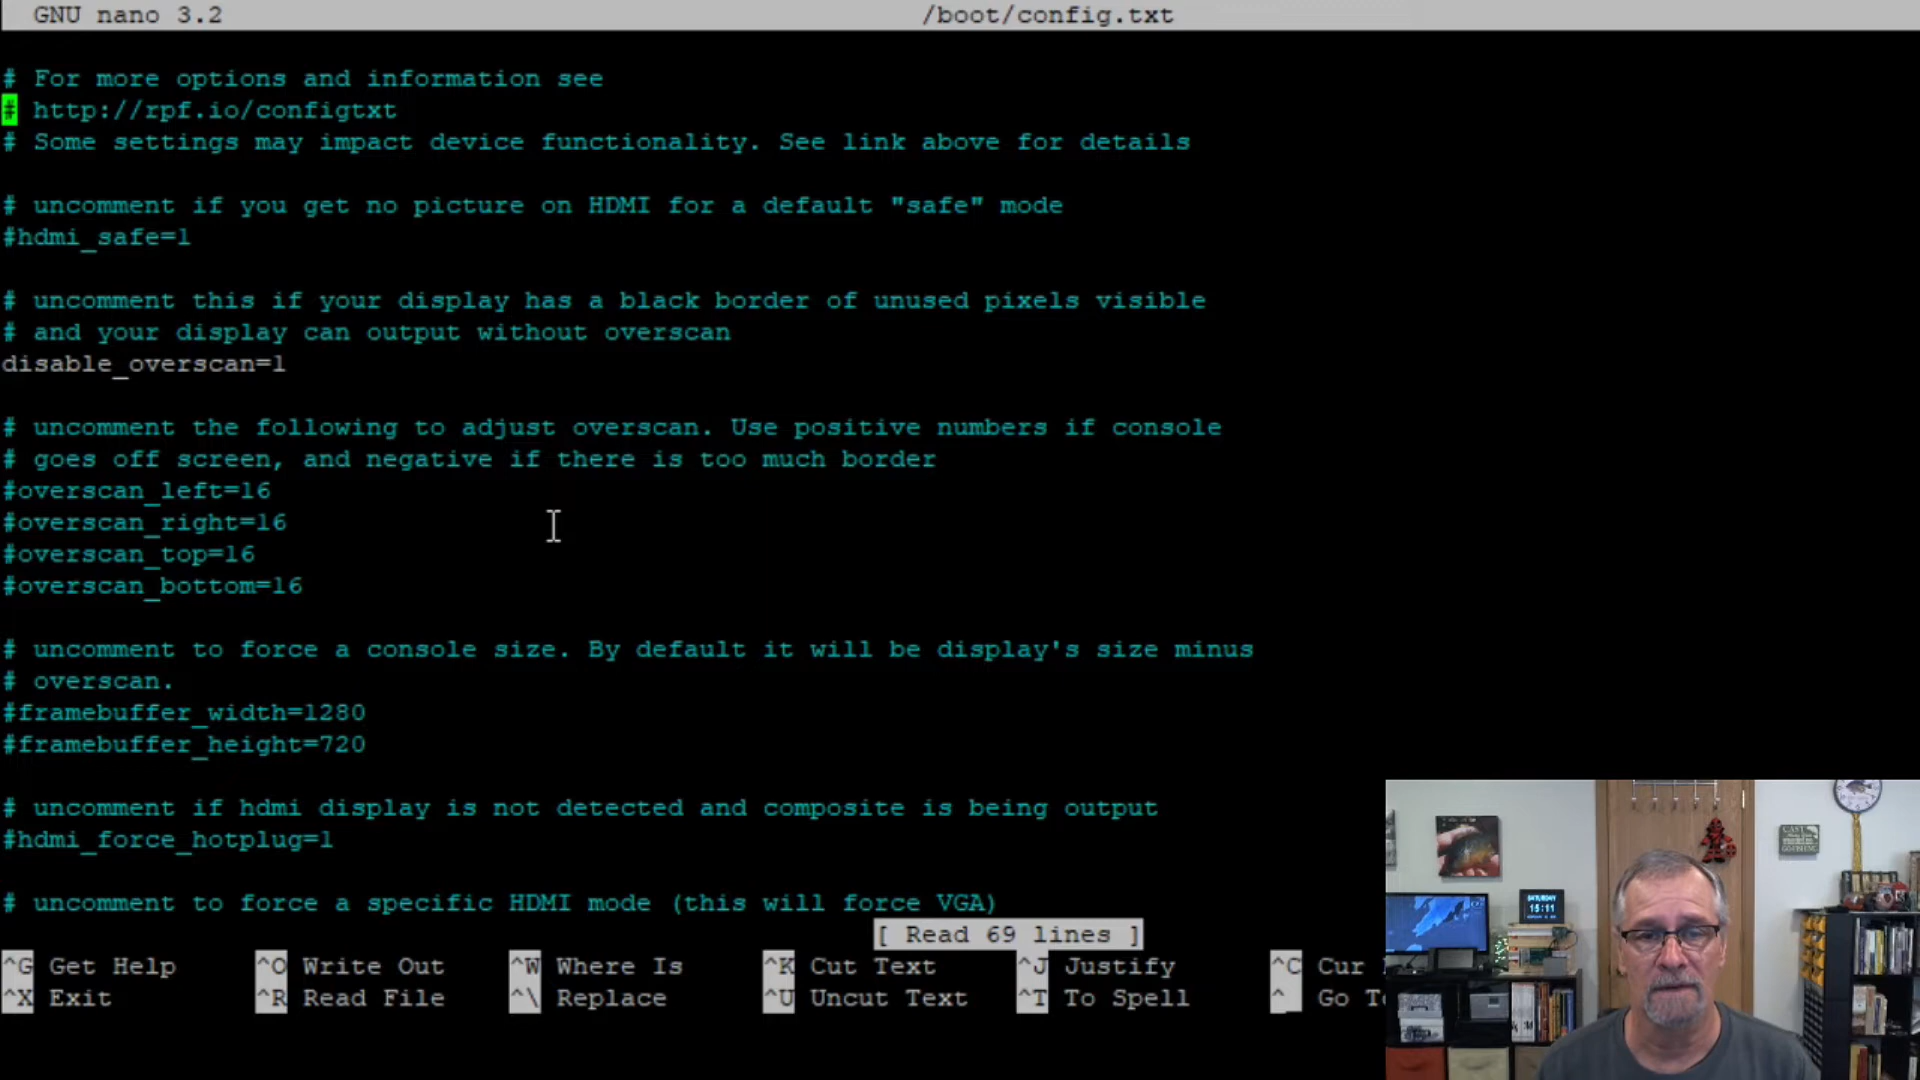 GNU nano 3.2 /boot/config.txt
# For more options and information see
# http://rpf.io/configtxt
# Some settings may impact device functionality. See link above for details
# uncomment if you get no picture on HDMI for a default "safe" mode
#hdmi_safe=1
# uncomment this if your display has a black border of unused pixels visible
# and your display can output without overscan
disable_overscan=1
# uncomment the following to adjust overscan. Use positive numbers if console
# goes off screen, and negative if there is too much border
#overscan_left=16
#overscan_right=16
#overscan_top=16
#overscan_bottom=16
# uncomment to force a console size. By default it will be display's size minus
# overscan.
#framebuffer_width=1280
#framebuffer_height=720
# uncomment if hdmi display is not detected and composite is being output
#hdmi_force_hotplug=1
# uncomment to force a specific HDMI mode (this will force VGA)
[ Read 69 lines ]
^G Get Help ^O Write Out ^W Where Is ^K Cut Text ^J Justify ^C Cur
^X Exit ^R Read File ^\ Replace ^U Uncut Text ^T To Spell ^_ Go To
SATURDAY
15:11
CAST